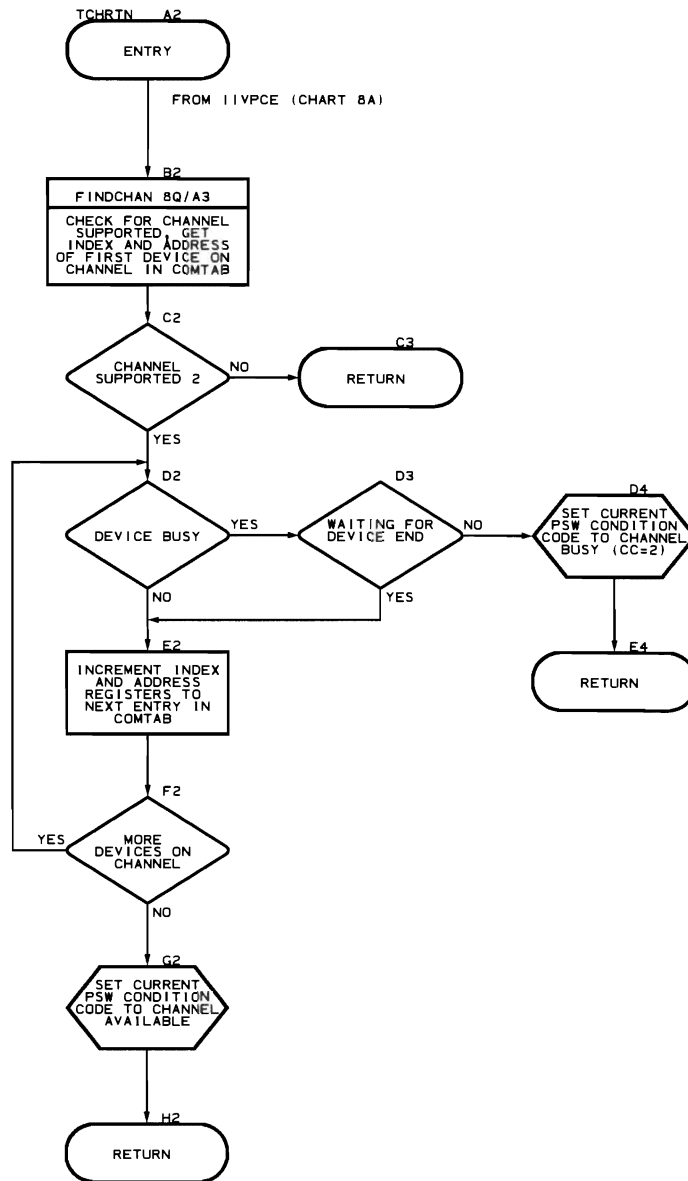 TCHRTN A2
ENTRY
FROM IIVPCE (CHART 8A)
B2
FINDCHAN 8Q/A3
CHECK FOR CHANNEL
SUPPORTED, GET
INDEX AND ADDRESS
OF FIRST DEVICE ON
CHANNEL IN COMTAB
C2
CHANNEL
SUPPORTED 2
NO
C3
RETURN
YES
D2
DEVICE BUSY
YES
D3
WAITING FOR
DEVICE END
NO
D4
SET CURRENT
PSW CONDITION
CODE TO CHANNEL
BUSY (CC=2)
NO
YES
E2
INCREMENT INDEX
AND ADDRESS
REGISTERS TO
NEXT ENTRY IN
COMTAB
E4
RETURN
F2
YES
MORE
DEVICES ON
CHANNEL
NO
G2
SET CURRENT
PSW CONDITION
CODE TO CHANNEL
AVAILABLE
H2
RETURN